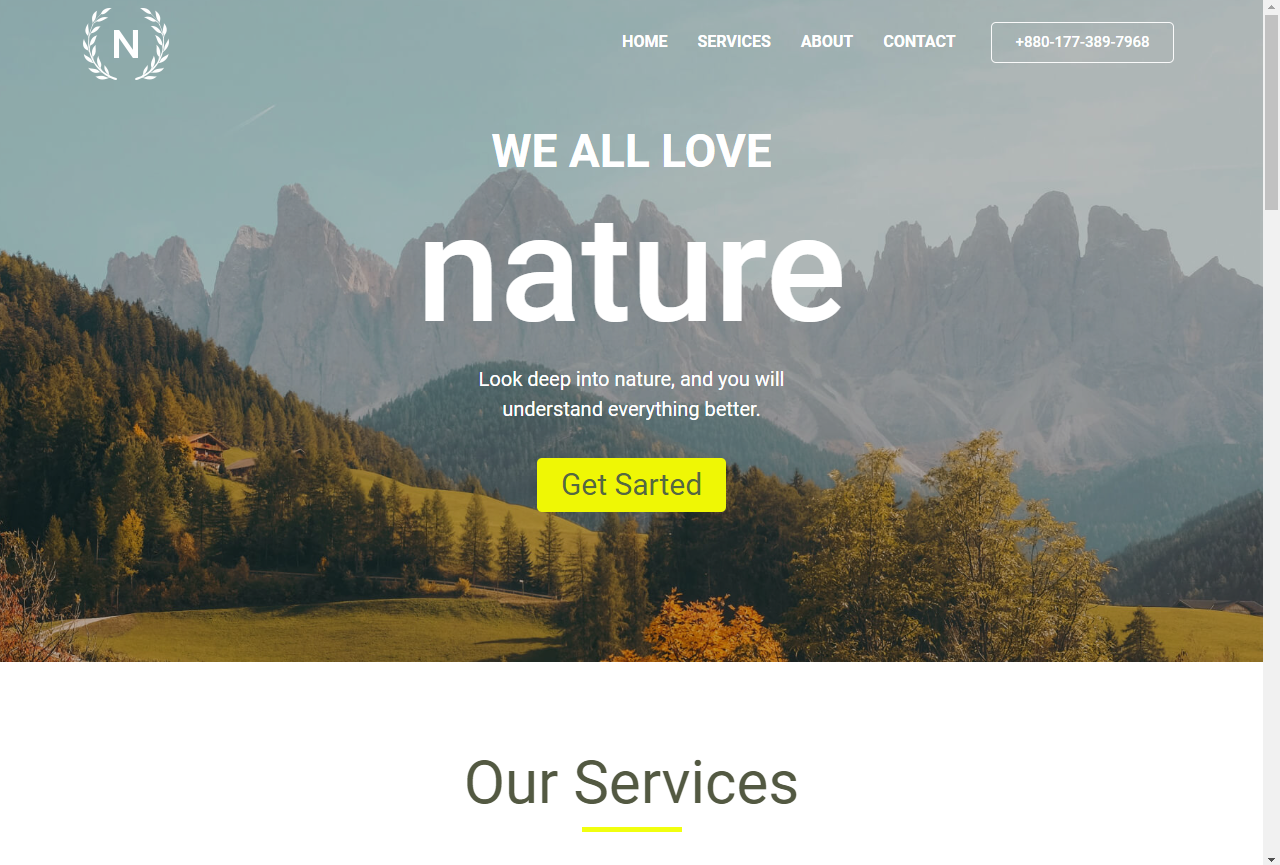 N
HOME SERVICES ABOUT CONTACT +880-177-389-7968
WE ALL LOVE
nature
Look deep into nature, and you will
understand everything better.
Get Sarted
Our Services